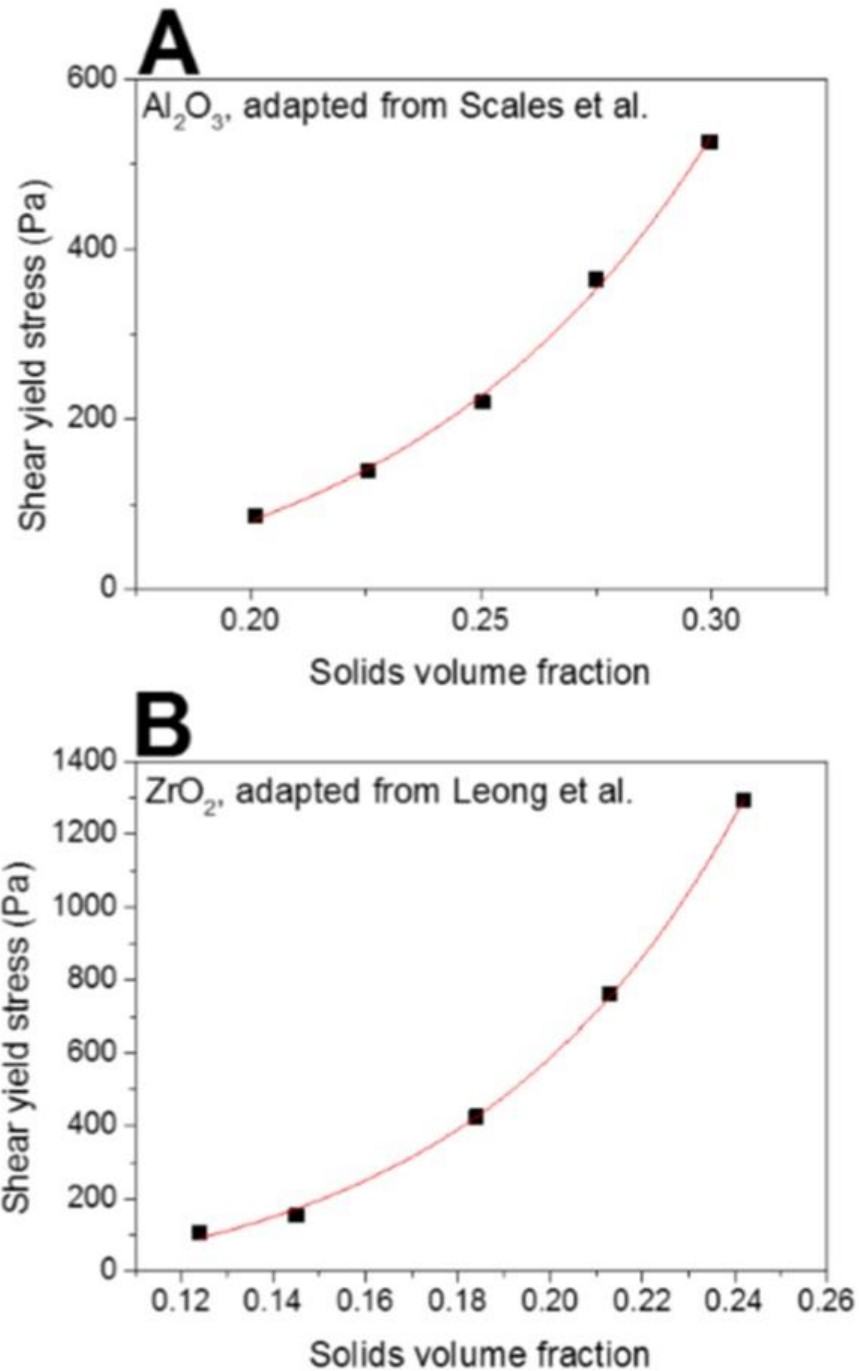 A
Al₂O₃, adapted from Scales et al.
600
400
200
0
Shear yield stress (Pa)
0.20 0.25 0.30
Solids volume fraction
B
ZrO₂, adapted from Leong et al.
1400
1200
1000
800
600
400
200
0
Shear yield stress (Pa)
0.12 0.14 0.16 0.18 0.20 0.22 0.24 0.26
Solids volume fraction